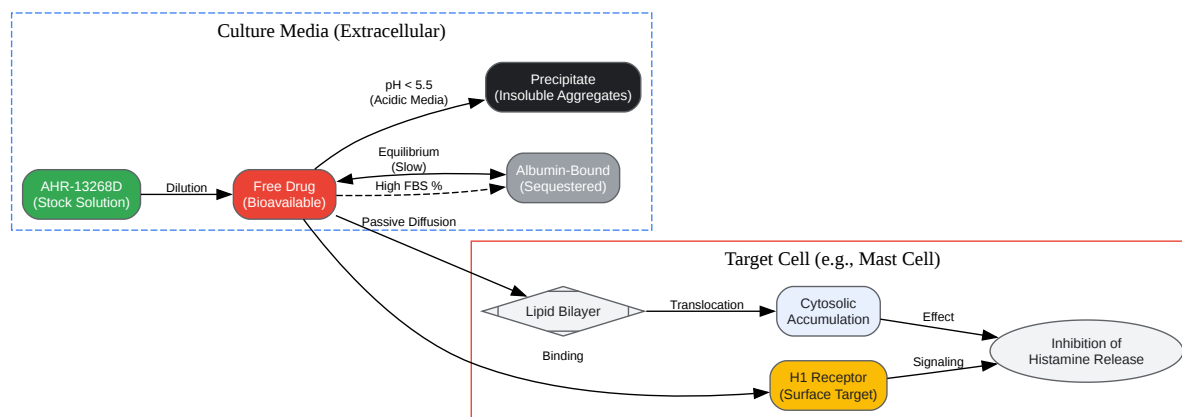 Culture Media (Extracellular)
pH < 5.5
(Acidic Media)
Precipitate
(Insoluble Aggregates)
Equilibrium
(Slow)
Albumin-Bound
(Sequestered)
AHR-13268D
(Stock Solution)
Dilution
Free Drug
(Bioavailable)
High FBS %
Passive Diffusion
Target Cell (e.g., Mast Cell)
Lipid Bilayer
Translocation
Cytosolic
Accumulation
Effect
Inhibition of
Histamine Release
Binding
H1 Receptor
(Surface Target)
Signaling